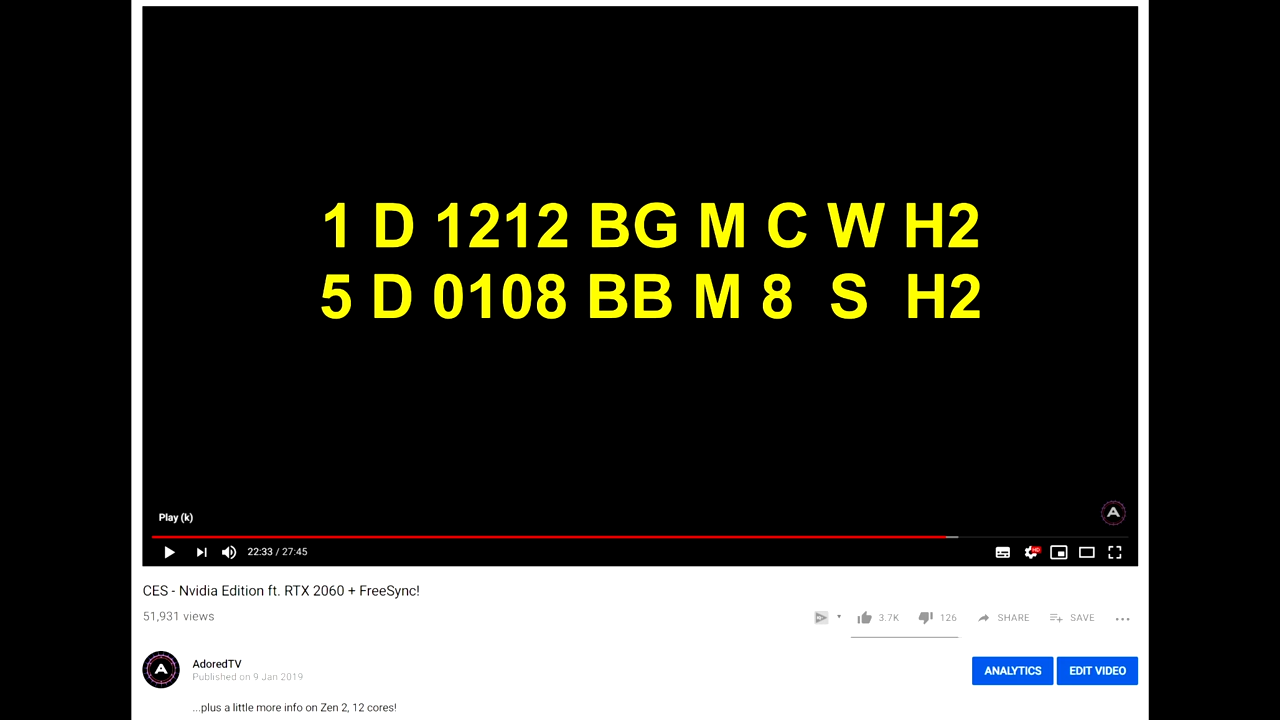 1 D 1212 BG M C W H2
5 D 0108 BB M 8 S H2
Play (k)
A
22:33 / 27:45
HD
CES - Nvidia Edition ft. RTX 2060 + FreeSync!
51,931 views
3.7K 126 SHARE SAVE
A
AdoredTV
Published on 9 Jan 2019
ANALYTICS EDIT VIDEO
...plus a little more info on Zen 2, 12 cores!